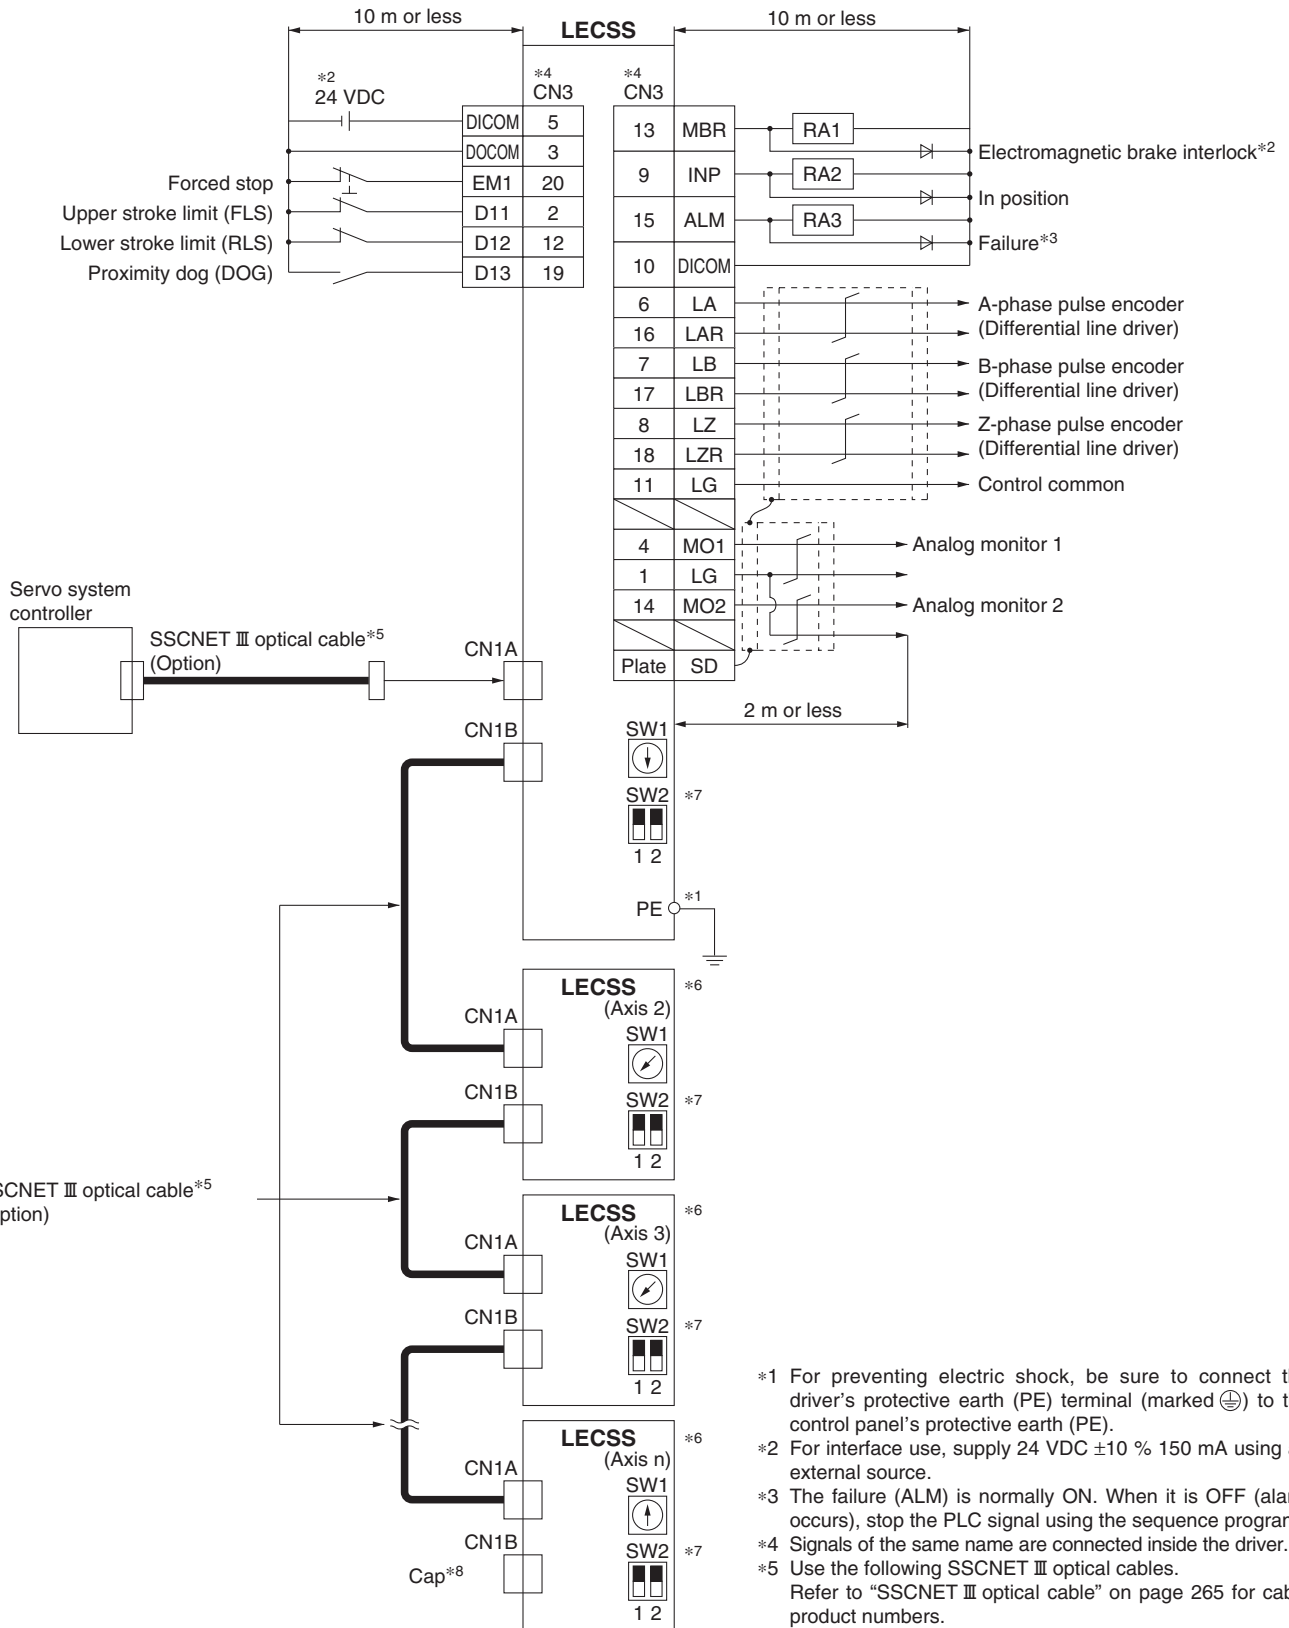 10 m or less
LECSS
10 m or less
*2
24 VDC
*4
CN3
*4
CN3
DICOM 5
DOCOM 3
Forced stop EM1 20
Upper stroke limit (FLS) D11 2
Lower stroke limit (RLS) D12 12
Proximity dog (DOG) D13 19
13 MBR RA1
Electromagnetic brake interlock*2
9 INP RA2
In position
15 ALM RA3
Failure*3
10 DICOM
6 LA A-phase pulse encoder
16 LAR (Differential line driver)
7 LB B-phase pulse encoder
17 LBR (Differential line driver)
8 LZ Z-phase pulse encoder
18 LZR (Differential line driver)
11 LG Control common
4 MO1 Analog monitor 1
1 LG
14 MO2 Analog monitor 2
Plate SD
2 m or less
Servo system
controller
SSCNET Ⅲ optical cable*5
(Option)
CN1A
CN1B
SW1
SW2 *7
1 2
PE *1
LECSS *6
(Axis 2)
CN1A
SW1
CN1B
SW2 *7
1 2
SCNET Ⅲ optical cable*5
ption)
LECSS *6
(Axis 3)
CN1A
SW1
CN1B
SW2 *7
1 2
LECSS *6
(Axis n)
CN1A
SW1
CN1B
Cap*8
SW2 *7
1 2
*1 For preventing electric shock, be sure to connect
driver's protective earth (PE) terminal (marked ⏚) to
control panel's protective earth (PE).
*2 For interface use, supply 24 VDC ±10 % 150 mA using
external source.
*3 The failure (ALM) is normally ON. When it is OFF (alar
occurs), stop the PLC signal using the sequence program
*4 Signals of the same name are connected inside the driver.
*5 Use the following SSCNET Ⅲ optical cables.
Refer to “SSCNET Ⅲ optical cable” on page 265 for cab
product numbers.